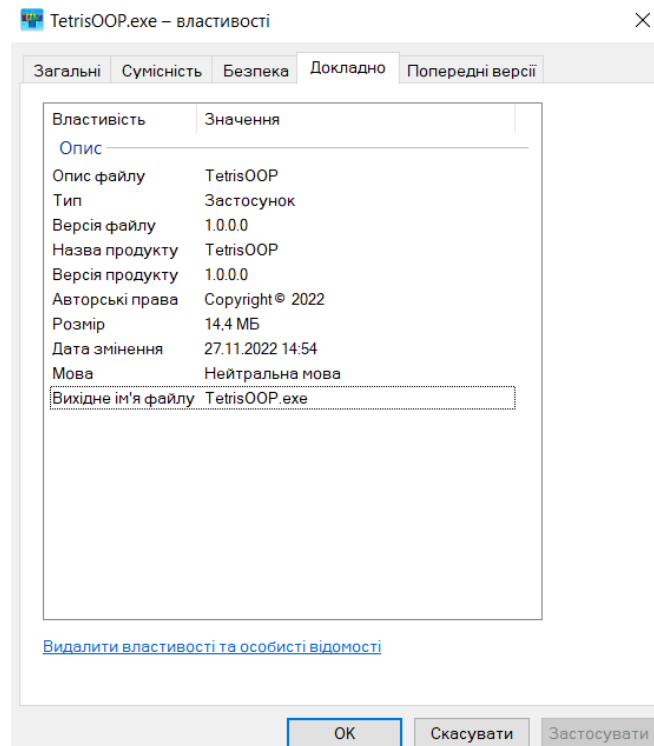 TetrisOOP.exe – властивості
Загальні Сумісність Безпека Докладно Попередні версії
Властивість Значення
Опис
Опис файлу TetrisOOP
Тип Застосунок
Версія файлу 1.0.0.0
Назва продукту TetrisOOP
Версія продукту 1.0.0.0
Авторські права Copyright © 2022
Розмір 14,4 МБ
Дата змінення 27.11.2022 14:54
Мова Нейтральна мова
Вихідне ім'я файлу TetrisOOP.exe
Видалити властивості та особисті відомості
OK Скасувати Застосувати